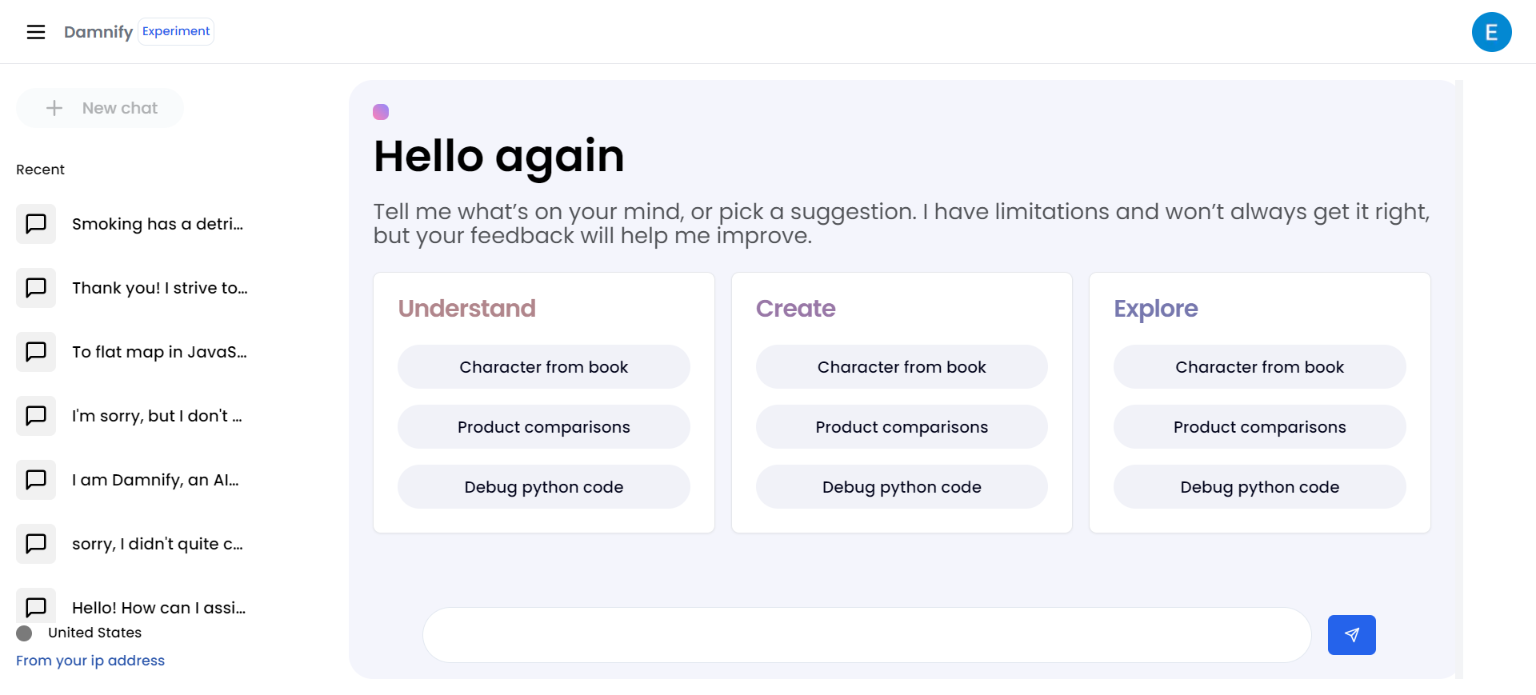 Damnify Experiment
E
New chat
Recent
Smoking has a detri...
Thank you! I strive to...
To flat map in JavaS...
I'm sorry, but I don't ...
I am Damnify, an AI...
sorry, I didn't quite c...
Hello! How can I assi...
United States
From your ip address
Hello again
Tell me what’s on your mind, or pick a suggestion. I have limitations and won’t always get it right,
but your feedback will help me improve.
Understand
Character from book
Product comparisons
Debug python code
Create
Character from book
Product comparisons
Debug python code
Explore
Character from book
Product comparisons
Debug python code